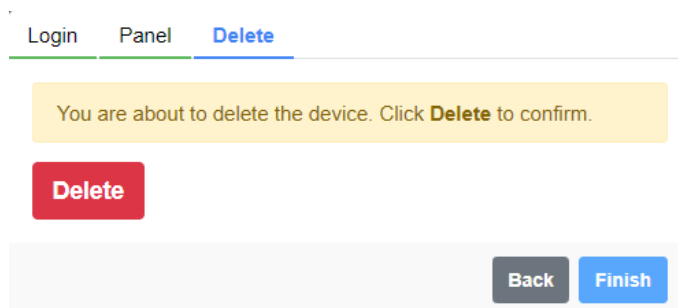 Login Panel Delete
You are about to delete the device. Click Delete to confirm.
Delete
Back Finish